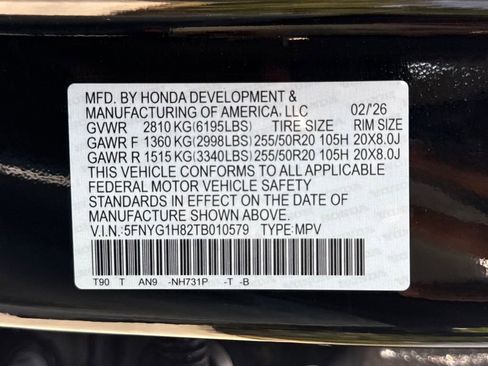 MFD. BY HONDA DEVELOPMENT &
MANUFACTURING OF AMERICA, LLC 02/'26
GVWR 2810 KG(6195LBS) TIRE SIZE RIM SIZE
GAWR F 1360 KG(2998LBS) 255/50R20 105H 20X8.0J
GAWR R 1515 KG(3340LBS) 255/50R20 105H 20X8.0J
THIS VEHICLE CONFORMS TO ALL APPLICABLE
FEDERAL MOTOR VEHICLE SAFETY
STANDARDS IN EFFECT ON THE DATE OF
MANUFACTURE SHOWN ABOVE.
V.I.N.:5FNYG1H82TB010579 TYPE:MPV
T90 T AN9 -NH731P -T -B